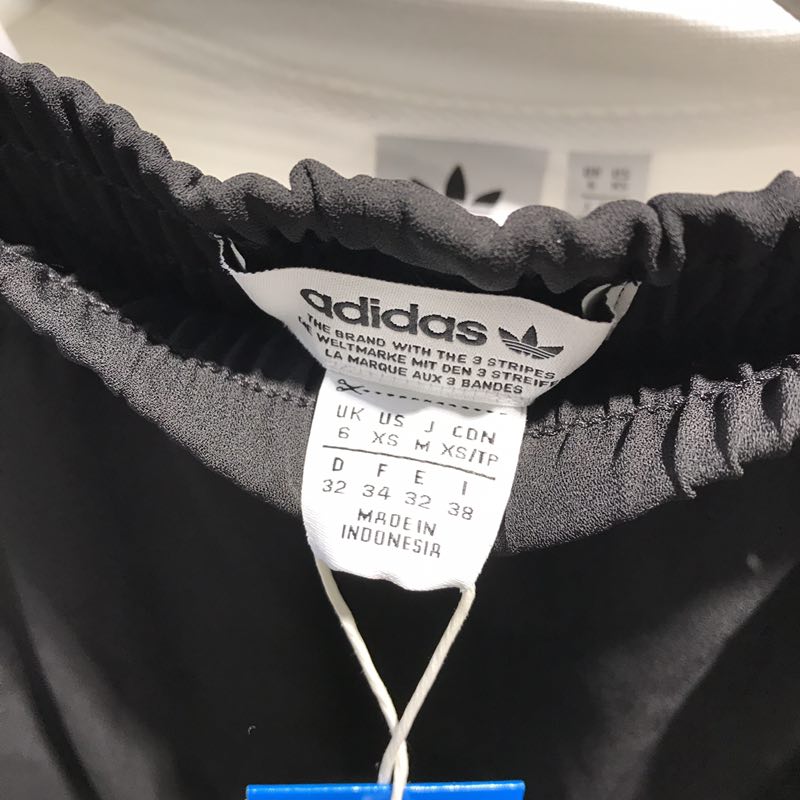 adidas
THE BRAND WITH THE 3 STRIPES
DIE WELTMARKE MIT DEN 3 STREIFEN
LA MARQUE AUX 3 BANDES
UK US J CDN
6 XS M XS/TP
D F E I
32 34 32 38
MADE IN
INDONESIA